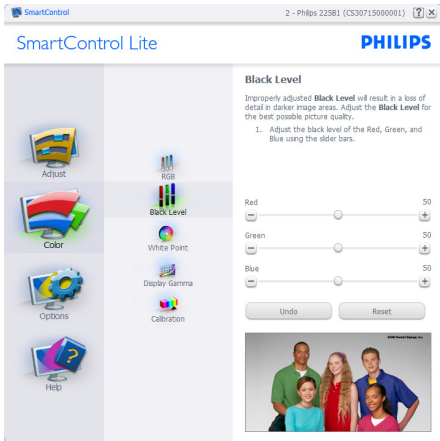 SmartControl
2 - Philips 225B1 (CS30715000001)
SmartControl Lite
PHILIPS
Adjust
Color
Options
Help
RGB
Black Level
White Point
Display Gamma
Calibration
Black Level
Improperly adjusted Black Level will result in a loss of
detail in darker image areas. Adjust the Black Level for
the best possible picture quality.
1. Adjust the black level of the Red, Green, and
Blue using the slider bars.
Red 50
Green 50
Blue 50
Undo Reset